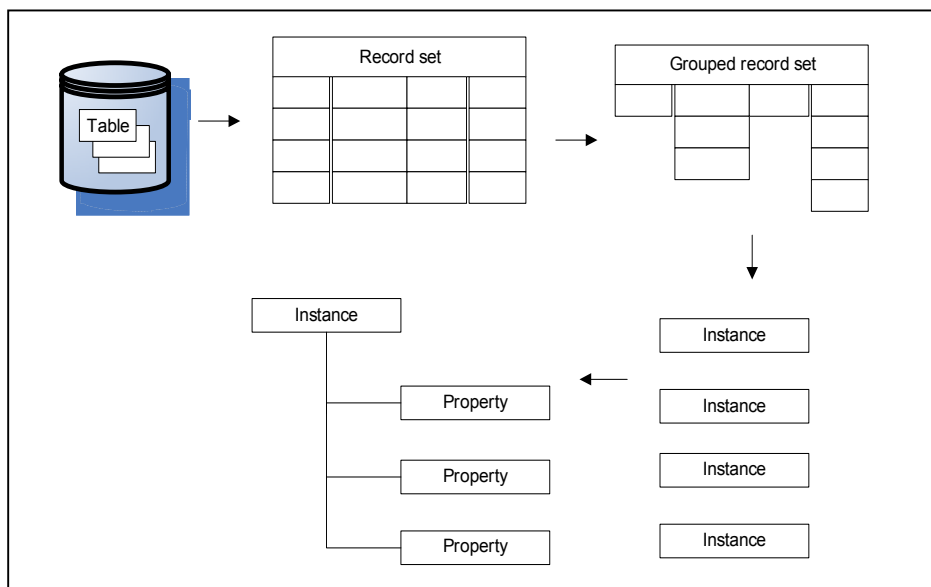 Table
Record set
Grouped record set
Instance
Property
Property
Property
Instance
Instance
Instance
Instance